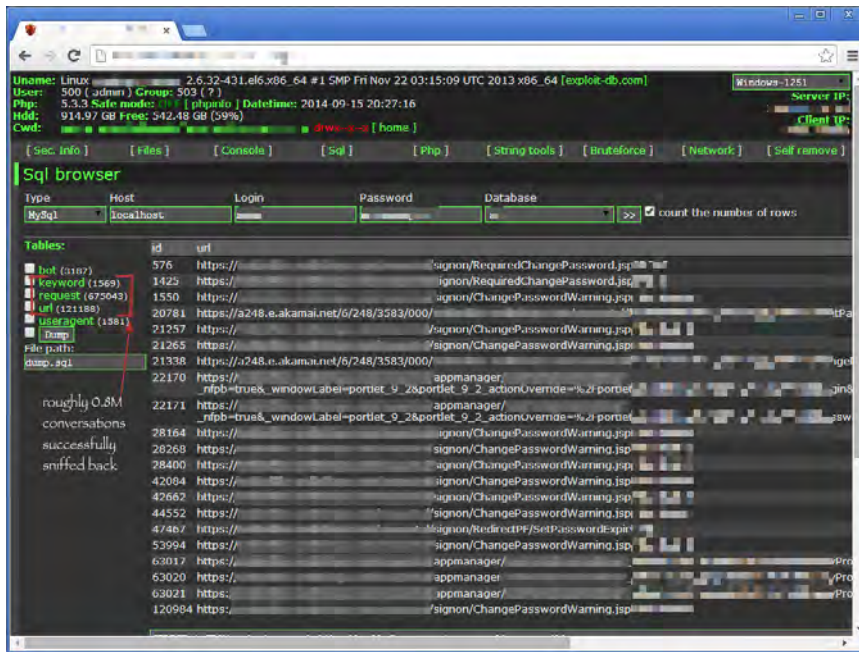 Uname: Linux 2.6.32-431.el6.x86_64 #1 SMP Fri Nov 22 03:15:09 UTC 2013 x86_64 [exploit-db.com]
Windows-1251
User: 500 ( admin ) Group: 503 ( ? )
Server IP:
Php: 5.3.3 Safe mode: OFF [ phpinfo ] Datetime: 2014-09-15 20:27:16
Hdd: 914.97 GB Free: 542.48 GB (59%)
Client IP:
Cwd: [ home ]
[ Sec. Info ] [ Files ] [ Console ] [ Sql ] [ Php ] [ String tools ] [ Bruteforce ] [ Network ] [ Self remove ]
Sql browser
Type Host Login Password Database
MySql localhost >> count the number of rows
Tables:
bot (3187)
keyword (1569)
request (675043)
url (121188)
useragent (1581)
Dump
File path:
dump.sql
roughly 0.8M
conversations
successfully
sniffed back
id url
576 https:// /signon/RequiredChangePassword.jsp
1425 https:// ignon/RequiredChangePassword.jsp
1550 https:// /signon/ChangePasswordWarning.jsp
20781 https://a248.e.akamai.net/6/248/3583/000/
21257 https:// /signon/ChangePasswordWarning.jsp
21265 https:// /signon/ChangePasswordWarning.jsp
21338 https://a248.e.akamai.net/6/248/3583/000/
22170 https:// appmanager/
_nfpb=true&_windowLabel=portlet_9_2&portlet_9_2_actionOverride=%2Fportlet
22171 https:// appmanager/
_nfpb=true&_windowLabel=portlet_9_2&portlet_9_2_actionOverride=%2Fportlet
28164 https:// signon/ChangePasswordWarning.jsp
28268 https:// signon/ChangePasswordWarning.jsp
28400 https:// signon/ChangePasswordWarning.jsp
42084 https:// signon/ChangePasswordWarning.jsp
42662 https:/ signon/ChangePasswordWarning.jsp
44552 https:// /signon/ChangePasswordWarning.jsp
47467 https:// signon/RedirectPF/SetPasswordExpir
53994 https:// signon/ChangePasswordWarning.jsp
63017 https:/ appmanager/ /Pro
63020 https:/ appmanager /Pro
63021 https:/ appmanager/ /Pro
120984 https: /signon/ChangePasswordWarning.jsp